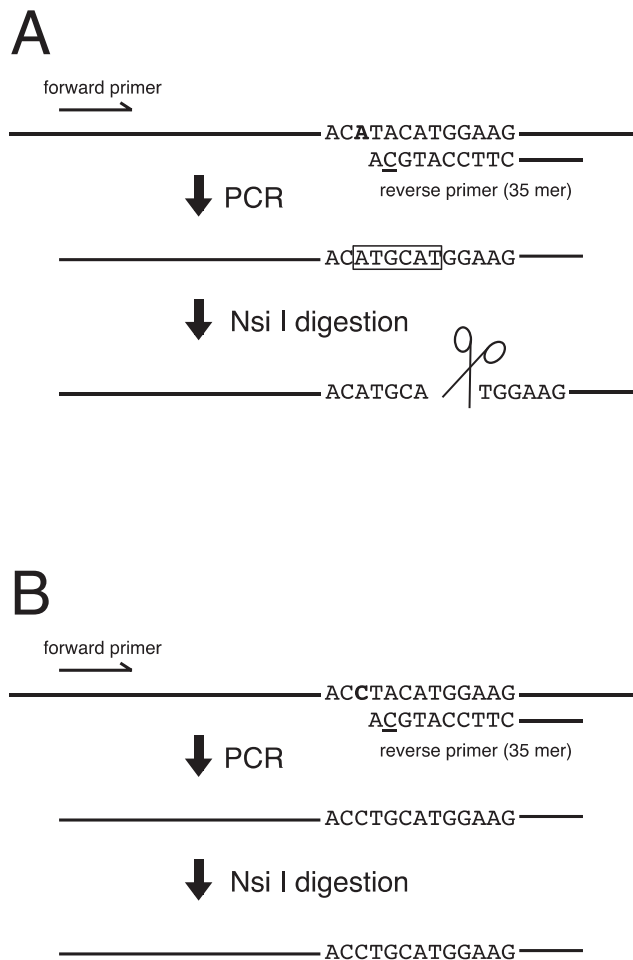 A
forward primer
ACATACATGGAAG
ACGTACCTTC
reverse primer (35 mer)
PCR
ACATGCATGGAAG
Nsi I digestion
ACATGCA TGGAAG
B
forward primer
ACCTACATGGAAG
ACGTACCTTC
reverse primer (35 mer)
PCR
ACCTGCATGGAAG
Nsi I digestion
ACCTGCATGGAAG